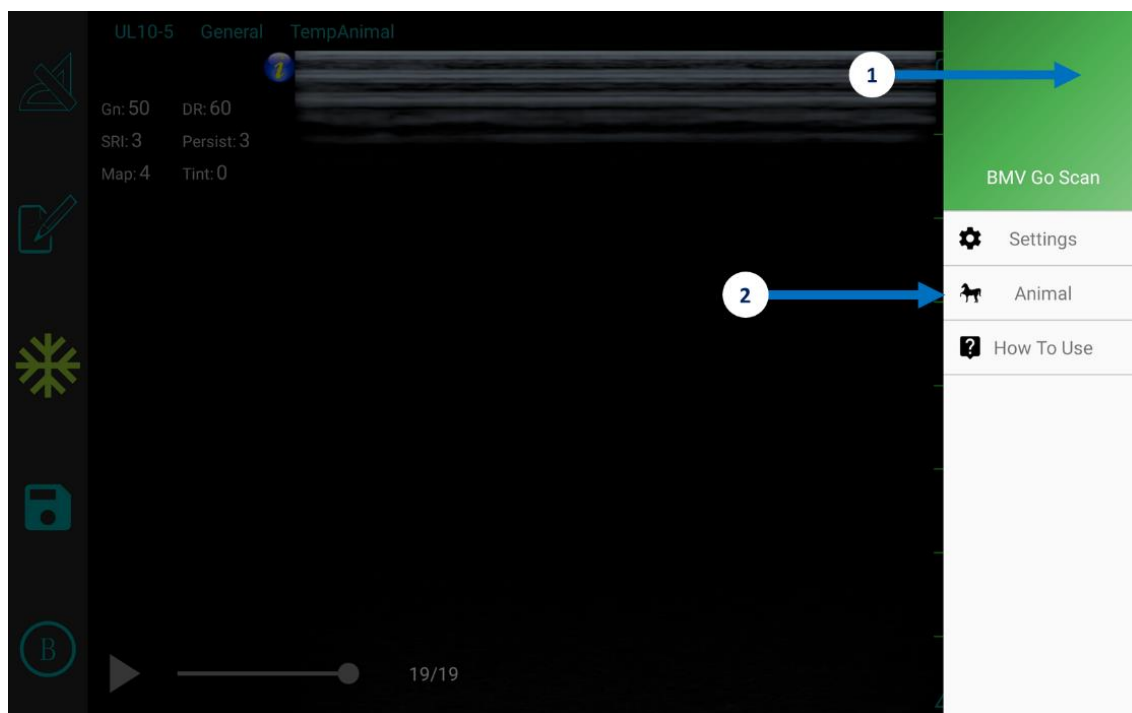 UL10-5 General TempAnimal
i
Gn: 50 DR: 60
SRI: 3 Persist: 3
Map: 4 Tint: 0
1
BMV Go Scan
Settings
2
Animal
? How To Use
B
19/19